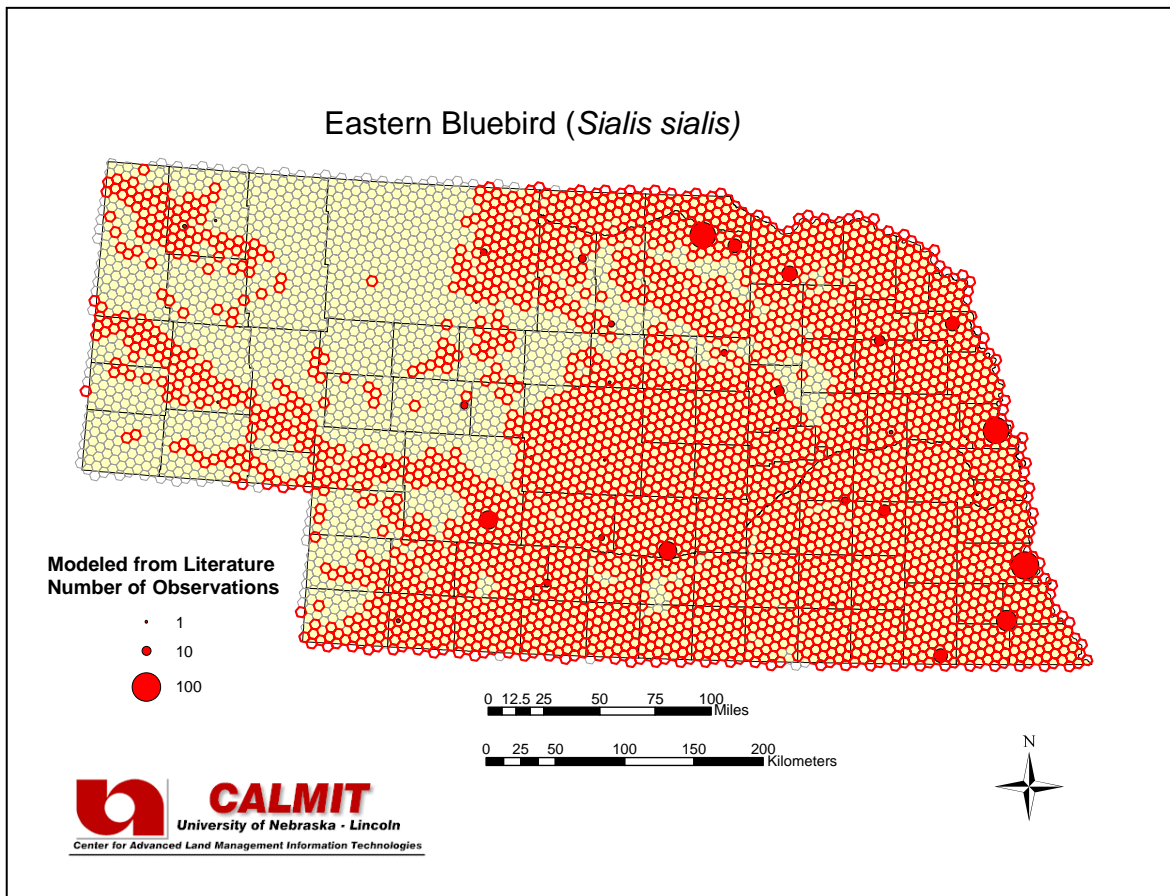 Eastern Bluebird (Sialis sialis)
Modeled from Literature
Number of Observations
1
10
100
0 12.5 25 50 75 100
Miles
0 25 50 100 150 200
Kilometers
N
CALMIT
University of Nebraska - Lincoln
Center for Advanced Land Management Information Technologies